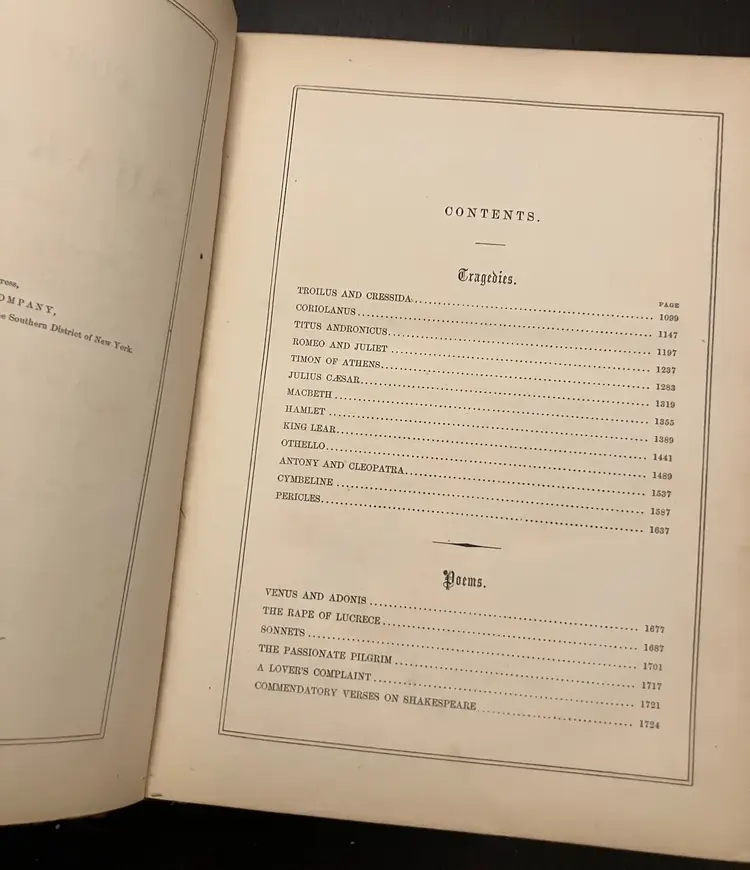 ress,
OMPANY,
e Southern District of New York.
CONTENTS.
Tragedies.
PAGE
TROILUS AND CRESSIDA 1099
CORIOLANUS 1147
TITUS ANDRONICUS 1197
ROMEO AND JULIET 1237
TIMON OF ATHENS 1283
JULIUS CÆSAR 1319
MACBETH 1355
HAMLET 1389
KING LEAR 1441
OTHELLO 1489
ANTONY AND CLEOPATRA 1537
CYMBELINE 1587
PERICLES 1637
Poems.
VENUS AND ADONIS 1677
THE RAPE OF LUCRECE 1687
SONNETS 1701
THE PASSIONATE PILGRIM 1717
A LOVER'S COMPLAINT 1721
COMMENDATORY VERSES ON SHAKESPEARE 1724